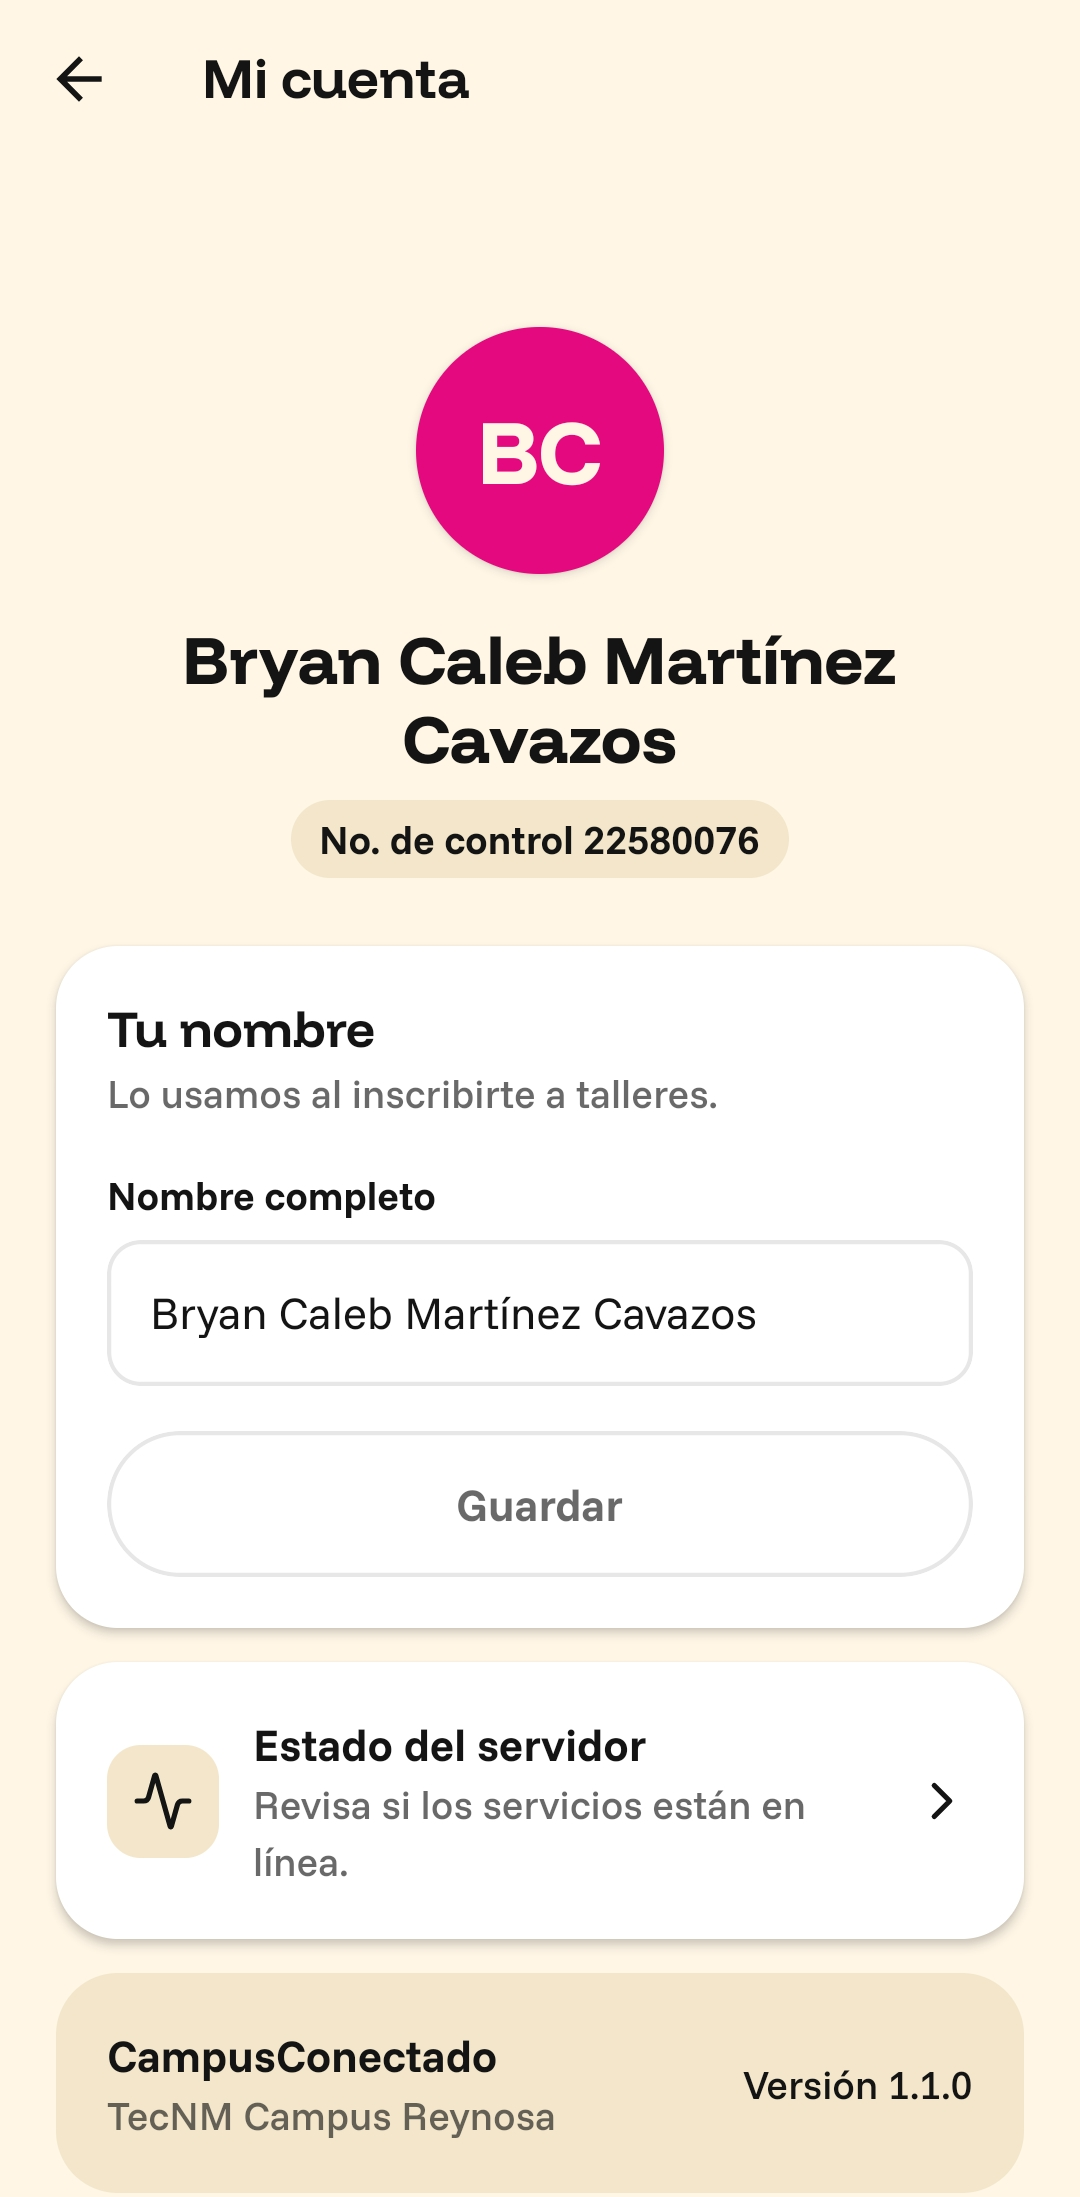 Mi cuenta
BC
Bryan Caleb Martínez
Cavazos
No. de control 22580076
Tu nombre
Lo usamos al inscribirte a talleres.
Nombre completo
Bryan Caleb Martínez Cavazos
Guardar
Estado del servidor
Revisa si los servicios están en
línea.
CampusConectado
Versión 1.1.0
TecNM Campus Reynosa